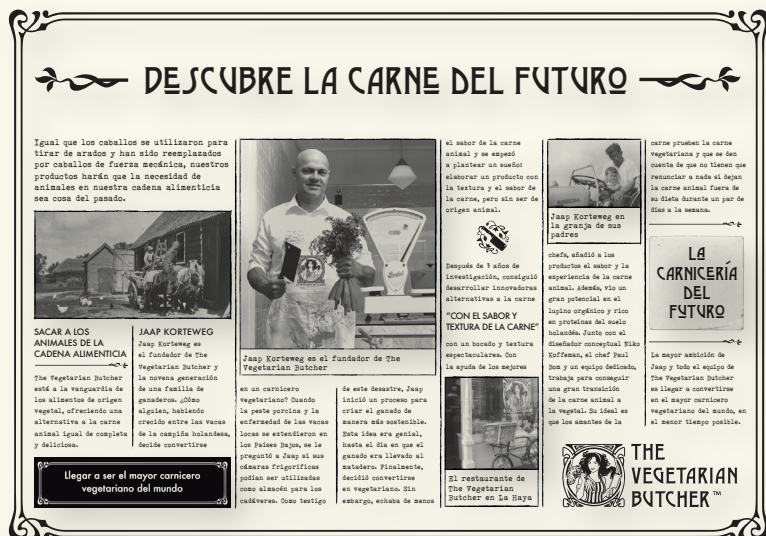 DESCUBRE LA CARNE DEL FUTURO
Igual que los caballos se utilizaron para
tirar de arados y han sido reemplazados
por caballos de fuerza mecánica, nuestros
productos harán que la necesidad de
animales en nuestra cadena alimenticia
sea cosa del pasado.
SACAR A LOS
ANIMALES DE LA
CADENA ALIMENTICIA
The Vegetarian Butcher
está a la vanguardia de
los alimentos de origen
vegetal, ofreciendo una
alternativa a la carne
animal igual de completa
y deliciosa.
JAAP KORTEWEG
Jaap Korteweg es
el fundador de The
Vegetarian Butcher y
la novena generación
de una familia de
ganaderos. ¿Cómo
alguien, habiendo
crecido entre las vacas
de la campiña holandesa,
decide convertirse
Llegar a ser el mayor carnicero
vegetariano del mundo
Jaap Korteweg es el fundador de The
Vegetarian Butcher
en un carnicero
vegetariano? Cuando
la peste porcina y la
enfermedad de las vacas
locas se extendieron en
los Países Bajos, se le
preguntó a Jaap si sus
cámaras frigoríficas
podían ser utilizadas
como almacén para los
cadáveres. Como testigo
de este desastre, Jaap
inició un proceso para
criar el ganado de
manera más sostenible.
Esta idea era genial,
hasta el día en que el
ganado era llevado al
matadero. Finalmente,
decidió convertirse
en vegetariano. Sin
embargo, echaba de menos
el sabor de la carne
animal y se empezó
a plantear un sueño:
elaborar un producto con
la textura y el sabor de
la carne, pero sin ser de
origen animal.
Después de 3 años de
investigación, consiguió
desarrollar innovadoras
alternativas a la carne
"CON EL SABOR Y
TEXTURA DE LA CARNE"
con un bocado y textura
espectaculares. Con
la ayuda de los mejores
El restaurante de
The Vegetarian
Butcher en La Haya
Jaap Korteweg en
la granja de sus
padres
chefs, añadió a los
productos el sabor y la
experiencia de la carne
animal. Además, vio un
gran potencial en el
lupino orgánico y rico
en proteínas del suelo
holandés. Junto con el
diseñador conceptual Niko
Koffeman, el chef Paul
Bom y un equipo dedicado,
trabaja para conseguir
una gran transición
de la carne animal a
la vegetal. Su ideal es
que los amantes de la
carne prueben la carne
vegetariana y que se den
cuenta de que no tienen que
renunciar a nada si dejan
la carne animal fuera de
su dieta durante un par de
días a la semana.
LA
CARNICERÍA
DEL
FUTURO
La mayor ambición de
Jaap y todo el equipo de
The Vegetarian Butcher
es llegar a convertirse
en el mayor carnicero
vegetariano del mundo, en
el menor tiempo posible.
THE
VEGETARIAN
BUTCHER™